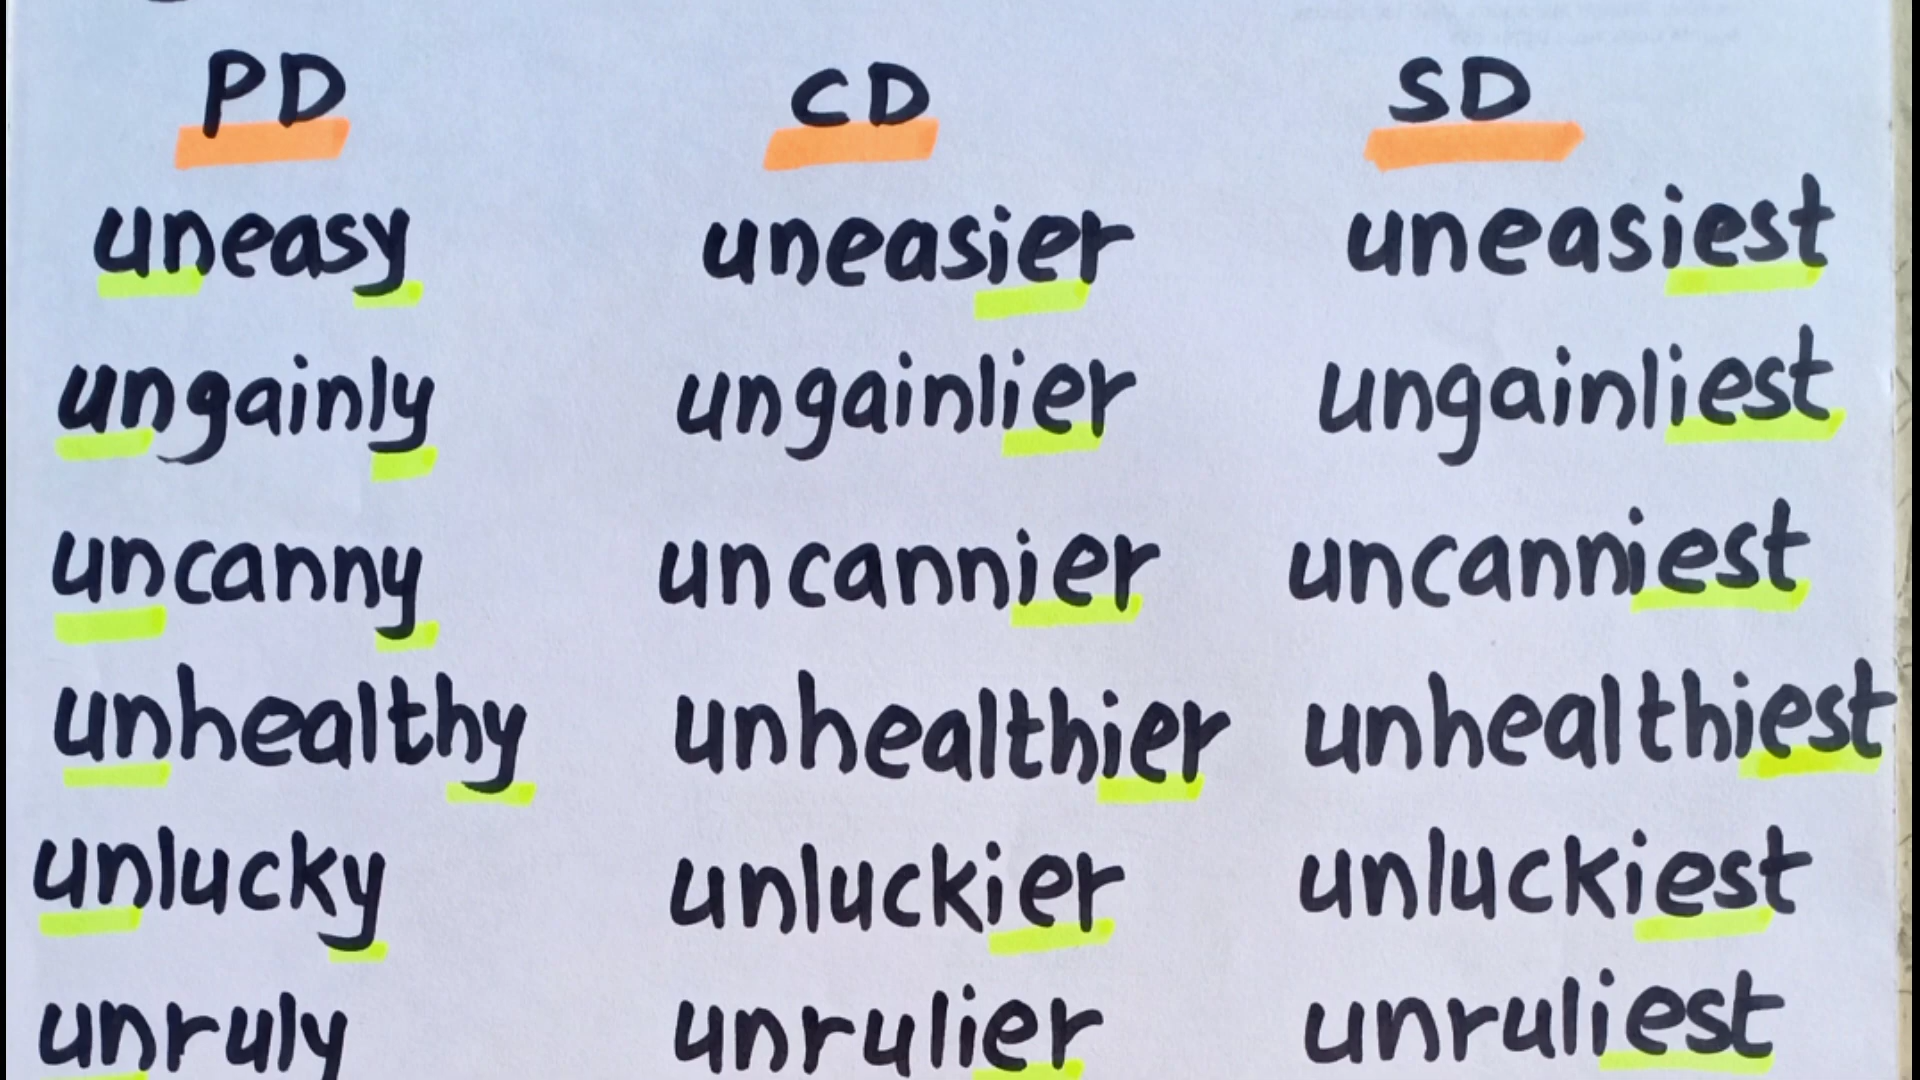 PD CD SD
uneasy uneasier uneasiest
ungainly ungainlier ungainliest
uncanny uncannier uncanniest
unhealthy unhealthier unhealthiest
unlucky unluckier unluckiest
unruly unrulier unruliest